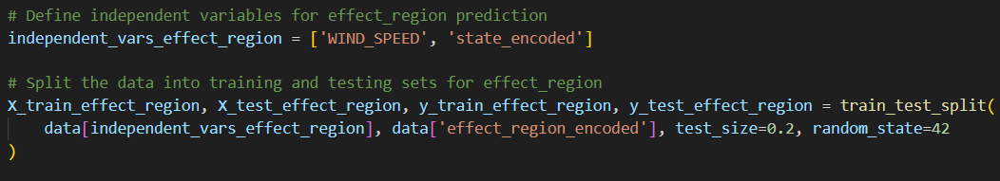 # Define independent variables for effect_region prediction
independent_vars_effect_region = ['WIND_SPEED', 'state_encoded']
# Split the data into training and testing sets for effect_region
X_train_effect_region, X_test_effect_region, y_train_effect_region, y_test_effect_region = train_test_split(
    data[independent_vars_effect_region], data['effect_region_encoded'], test_size=0.2, random_state=42
)